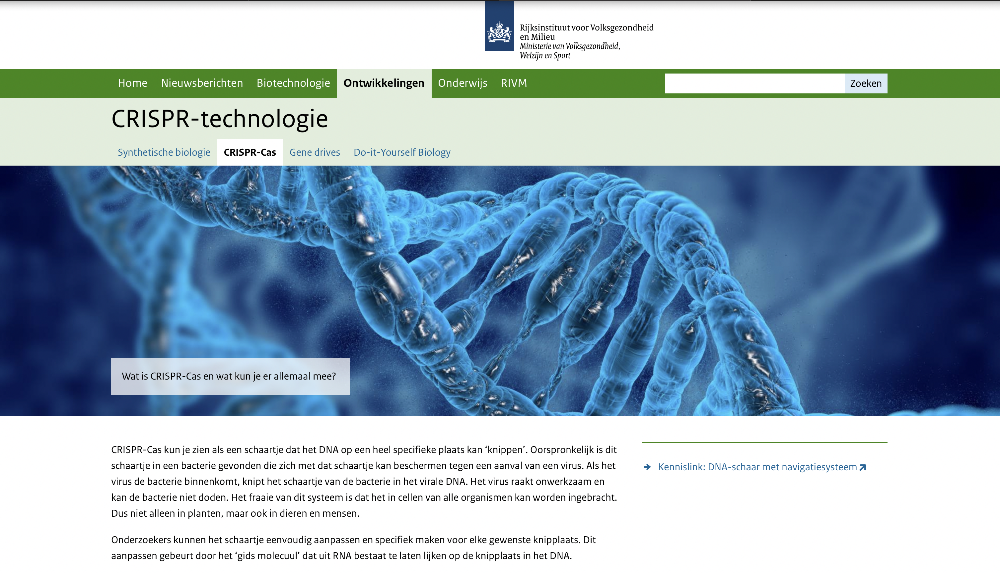 Rijksinstituut voor Volksgezondheid
en Milieu
Ministerie van Volksgezondheid,
Welzijn en Sport
Home Nieuwsberichten Biotechnologie Ontwikkelingen Onderwijs RIVM Zoeken
CRISPR-technologie
Synthetische biologie CRISPR-Cas Gene drives Do-it-Yourself Biology
Wat is CRISPR-Cas en wat kun je er allemaal mee?
CRISPR-Cas kun je zien als een schaartje dat het DNA op een heel specifieke plaats kan ‘knippen’. Oorspronkelijk is dit
schaartje in een bacterie gevonden die zich met dat schaartje kan beschermen tegen een aanval van een virus. Als het
virus de bacterie binnenkomt, knipt het schaartje van de bacterie in het virale DNA. Het virus raakt onwerkzaam en
kan de bacterie niet doden. Het fraaie van dit systeem is dat het in cellen van alle organismen kan worden ingebracht.
Dus niet alleen in planten, maar ook in dieren en mensen.
Onderzoekers kunnen het schaartje eenvoudig aanpassen en specifiek maken voor elke gewenste knipplaats. Dit
aanpassen gebeurt door het ‘gids molecuul’ dat uit RNA bestaat te laten lijken op de knipplaats in het DNA.
Kennislink: DNA-schaar met navigatiesysteem